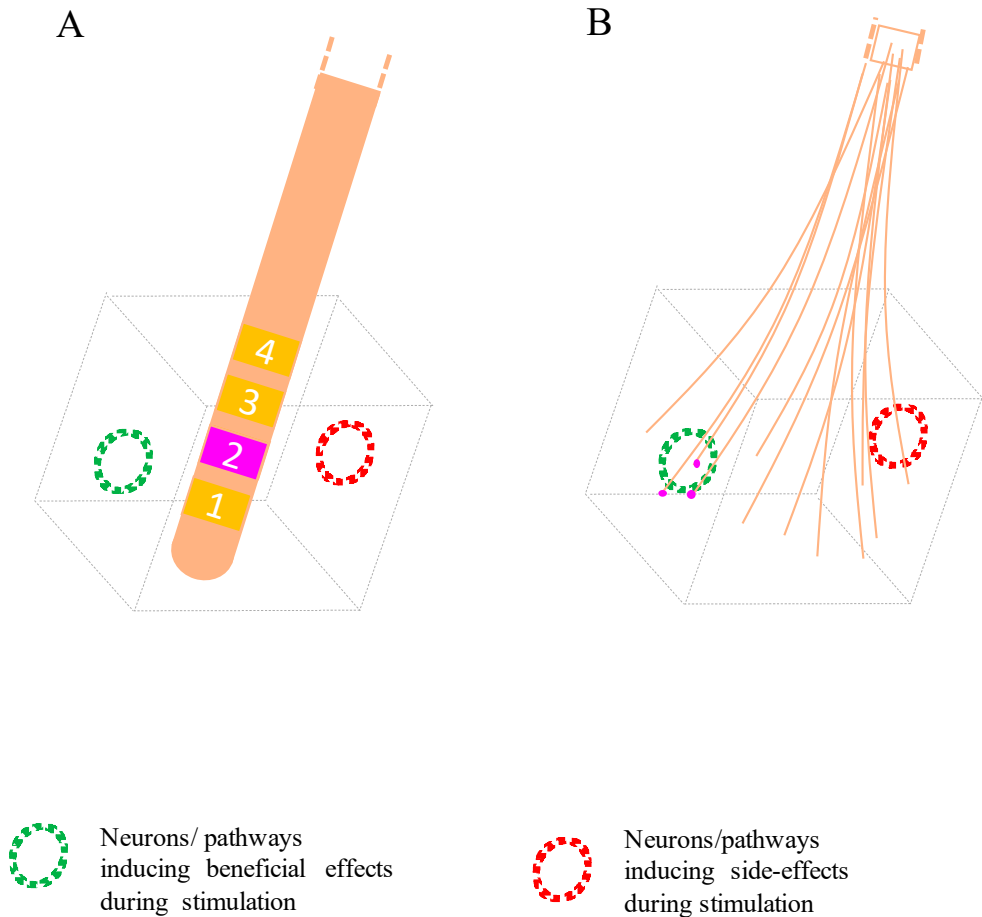 A
B
4
3
2
1
Neurons/ pathways
inducing beneficial effects
during stimulation
Neurons/pathways
inducing side-effects
during stimulation